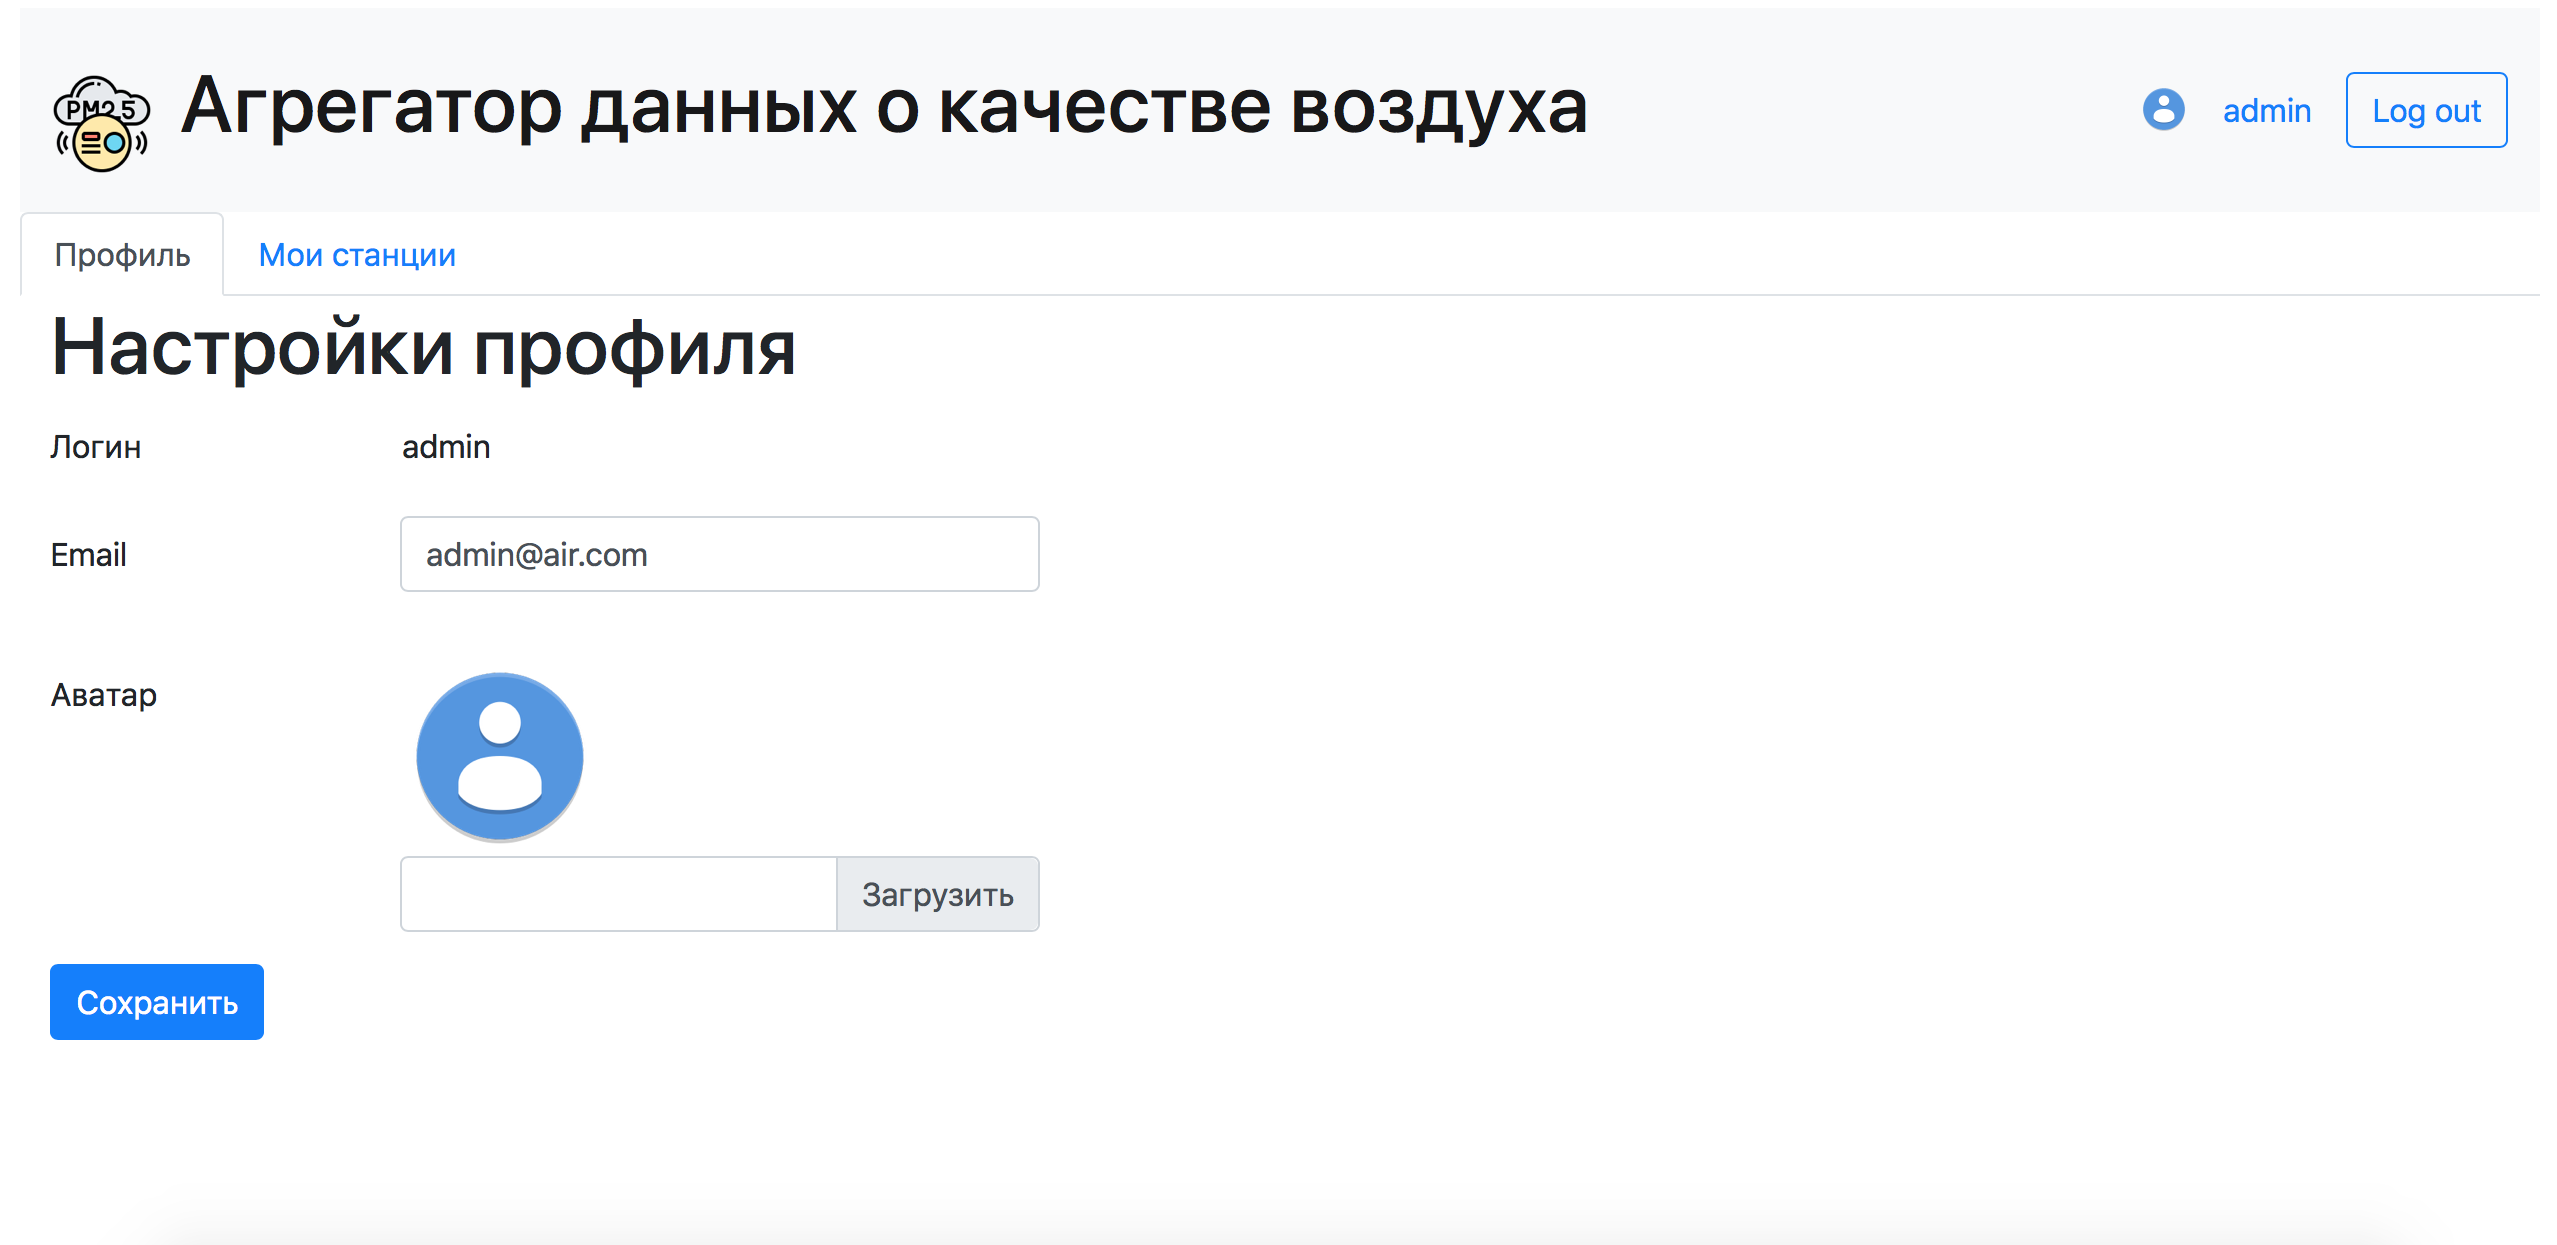 PM2.5
Агрегатор данных о качестве воздуха
admin
Log out
Профиль
Мои станции
Настройки профиля
Логин
admin
Email
admin@air.com
Аватар
Загрузить
Сохранить